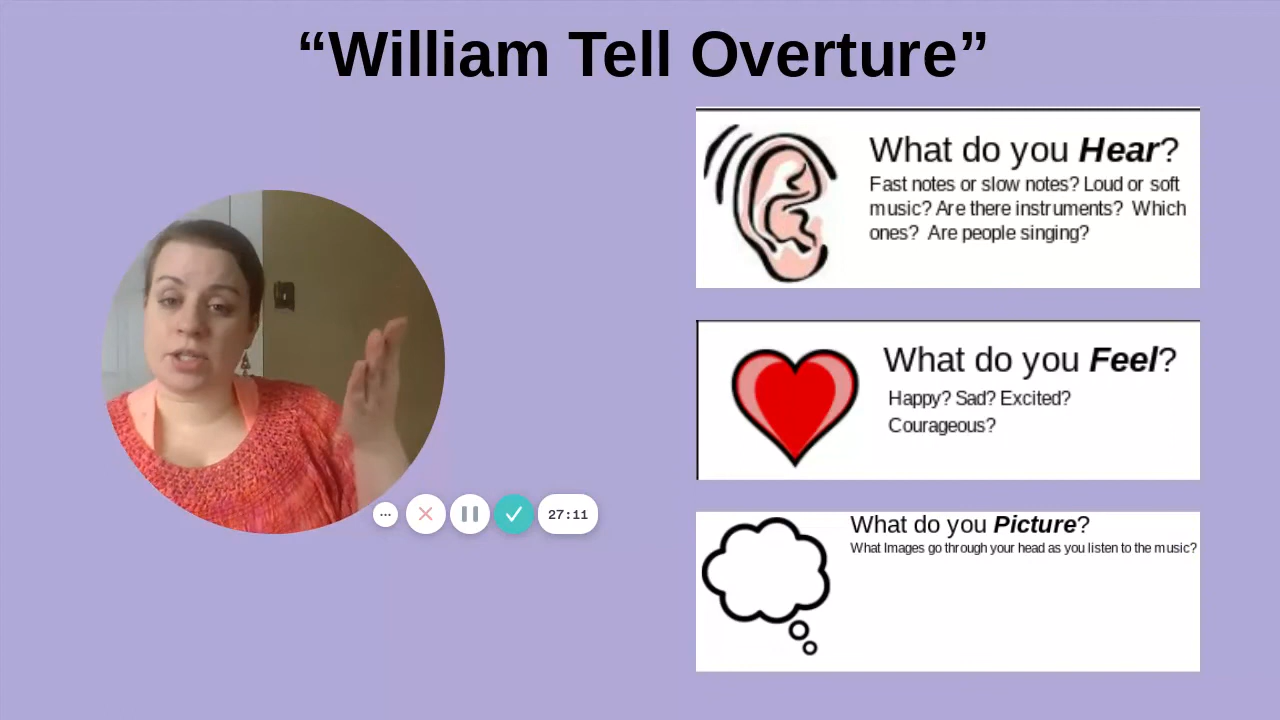 “William Tell Overture”
What do you Hear?
Fast notes or slow notes? Loud or soft
music? Are there instruments? Which
ones? Are people singing?
What do you Feel?
Happy? Sad? Excited?
Courageous?
27:11
What do you Picture?
What Images go through your head as you listen to the music?